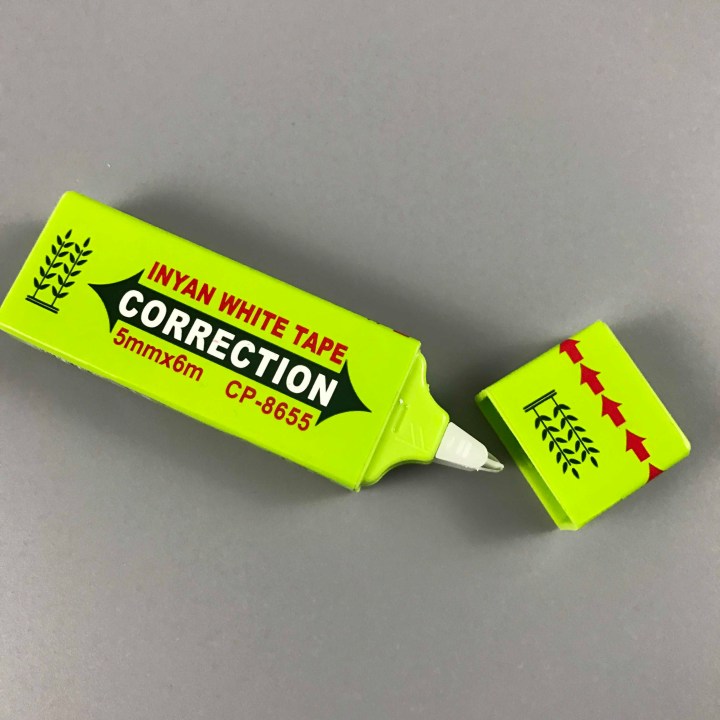 INYAN WHITE TAPE
CORRECTION
5mmx6m CP-8655